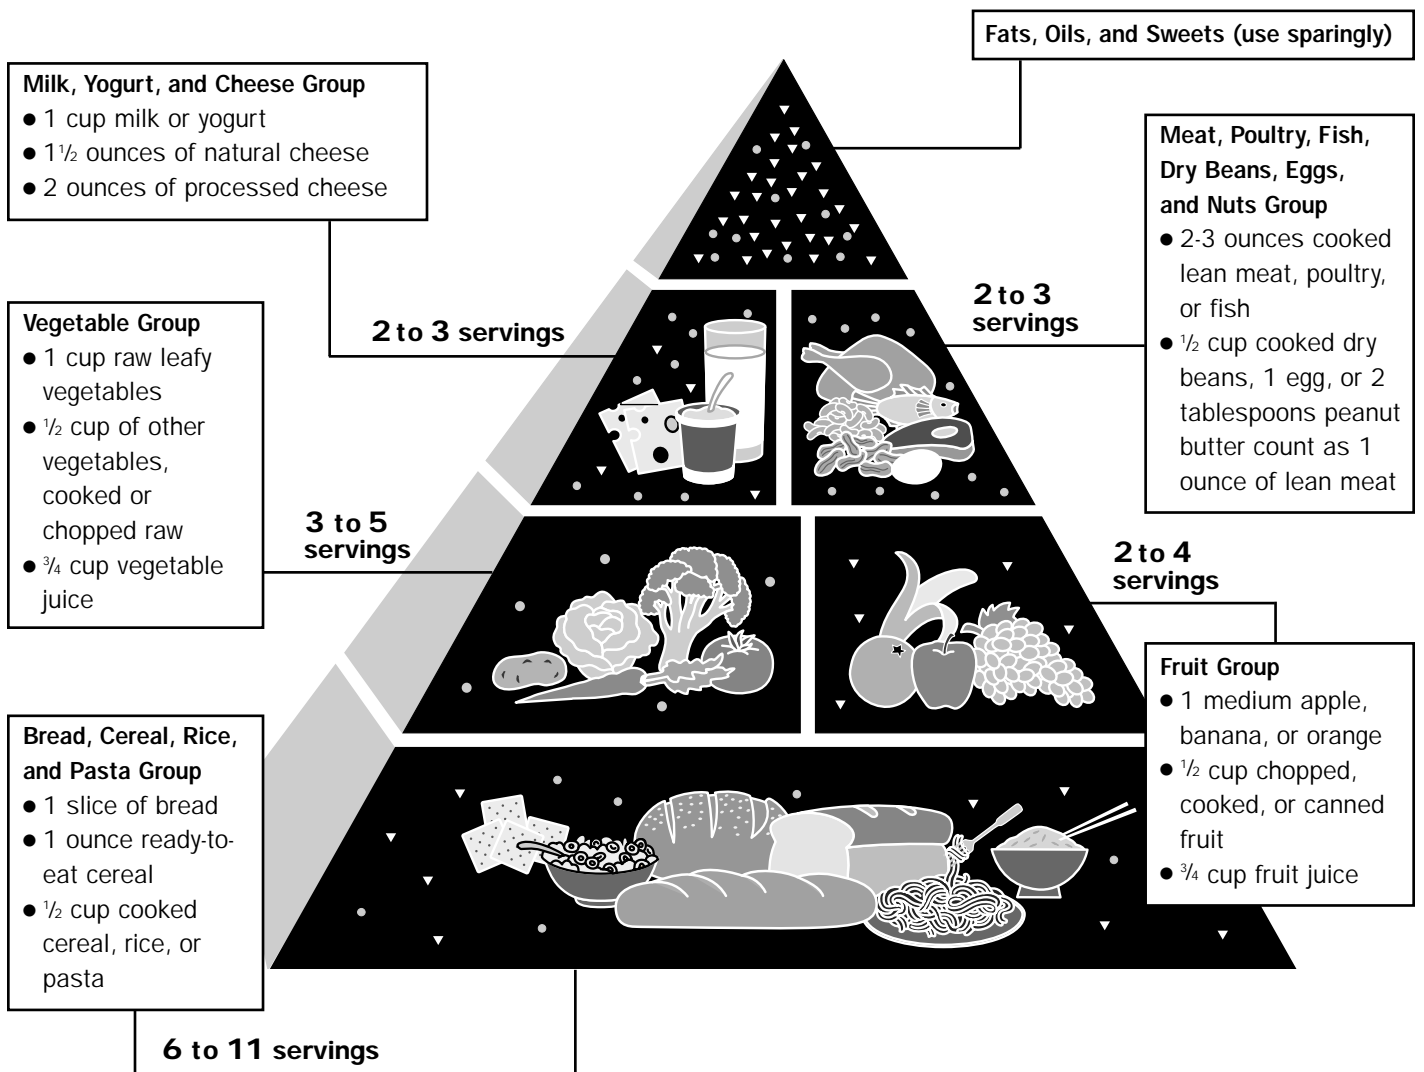 Fats, Oils, and Sweets (use sparingly)
Milk, Yogurt, and Cheese Group
● 1 cup milk or yogurt
● 1½ ounces of natural cheese
● 2 ounces of processed cheese
2 to 3 servings
Meat, Poultry, Fish,
Dry Beans, Eggs,
and Nuts Group
● 2-3 ounces cooked
lean meat, poultry,
or fish
● ½ cup cooked dry
beans, 1 egg, or 2
tablespoons peanut
butter count as 1
ounce of lean meat
2 to 3
servings
Vegetable Group
● 1 cup raw leafy
vegetables
● ½ cup of other
vegetables,
cooked or
chopped raw
● ¾ cup vegetable
juice
3 to 5
servings
2 to 4
servings
Fruit Group
● 1 medium apple,
banana, or orange
● ½ cup chopped,
cooked, or canned
fruit
● ¾ cup fruit juice
Bread, Cereal, Rice,
and Pasta Group
● 1 slice of bread
● 1 ounce ready-to-
eat cereal
● ½ cup cooked
cereal, rice, or
pasta
6 to 11 servings